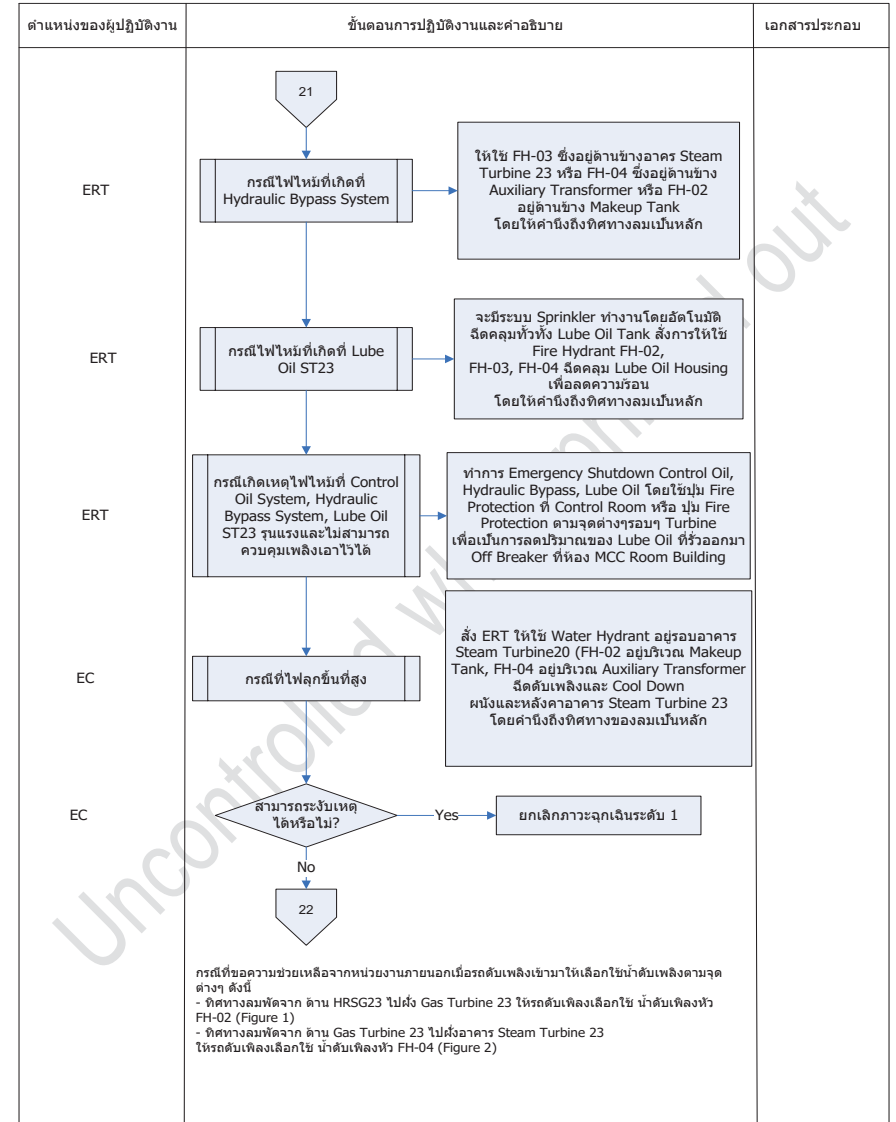 ตำแหน่งของผู้ปฏิบัติงาน
ขั้นตอนการปฏิบัติงานและคำอธิบาย
เอกสารประกอบ
21
ERT
กรณีไฟไหม้ที่เกิดที่
Hydraulic Bypass System
ให้ใช้ FH-03 ซึ่งอยู่ด้านข้างอาคร Steam
Turbine 23 หรือ FH-04 ซึ่งอยู่ด้านข้าง
Auxiliary Transformer หรือ FH-02
อยู่ด้านข้าง Makeup Tank
โดยให้คำนึงถึงทิศทางลมเป็นหลัก
ERT
กรณีไฟไหม้ที่เกิดที่ Lube
Oil ST23
จะมีระบบ Sprinkler ทำงานโดยอัตโนมัติ
ฉีดคลุมทั่วทั้ง Lube Oil Tank สั่งการให้ใช้
Fire Hydrant FH-02,
FH-03, FH-04 ฉีดคลุม Lube Oil Housing
เพื่อลดความร้อน
โดยให้คำนึงถึงทิศทางลมเป็นหลัก
ERT
กรณีเกิดเหตุไฟไหม้ที่ Control
Oil System, Hydraulic
Bypass System, Lube Oil
ST23 รุนแรงและไม่สามารถ
ควบคุมเพลิงเอาไว้ได้
ทำการ Emergency Shutdown Control Oil,
Hydraulic Bypass, Lube Oil โดยใช้ปุ่ม Fire
Protection ที่ Control Room หรือ ปุ่ม Fire
Protection ตามจุดต่างๆรอบๆ Turbine
เพื่อเป็นการลดปริมาณของ Lube Oil ที่รั่วออกมา
Off Breaker ที่ห้อง MCC Room Building
EC
กรณีที่ไฟลุกขึ้นที่สูง
สั่ง ERT ให้ใช้ Water Hydrant อยู่รอบอาคาร
Steam Turbine20 (FH-02 อยู่บริเวณ Makeup
Tank, FH-04 อยู่บริเวณ Auxiliary Transformer
ฉีดดับเพลิงและ Cool Down
ผนังและหลังคาอาคาร Steam Turbine 23
โดยคำนึงถึงทิศทางของลมเป็นหลัก
EC
สามารถระงับเหตุ
ได้หรือไม่?
Yes
ยกเลิกภาวะฉุกเฉินระดับ 1
No
22
กรณีที่ขอความช่วยเหลือจากหน่วยงานภายนอกเมื่อรถดับเพลิงเข้ามาให้เลือกใช้น้ำดับเพลิงตามจุด
ต่างๆ ดังนี้
- ทิศทางลมพัดจาก ด้าน HRSG23 ไปฝั่ง Gas Turbine 23 ให้รถดับเพลิงเลือกใช้ น้ำดับเพลิงหัว
FH-02 (Figure 1)
- ทิศทางลมพัดจาก ด้าน Gas Turbine 23 ไปฝั่งอาคาร Steam Turbine 23
ให้รถดับเพลิงเลือกใช้ น้ำดับเพลิงหัว FH-04 (Figure 2)